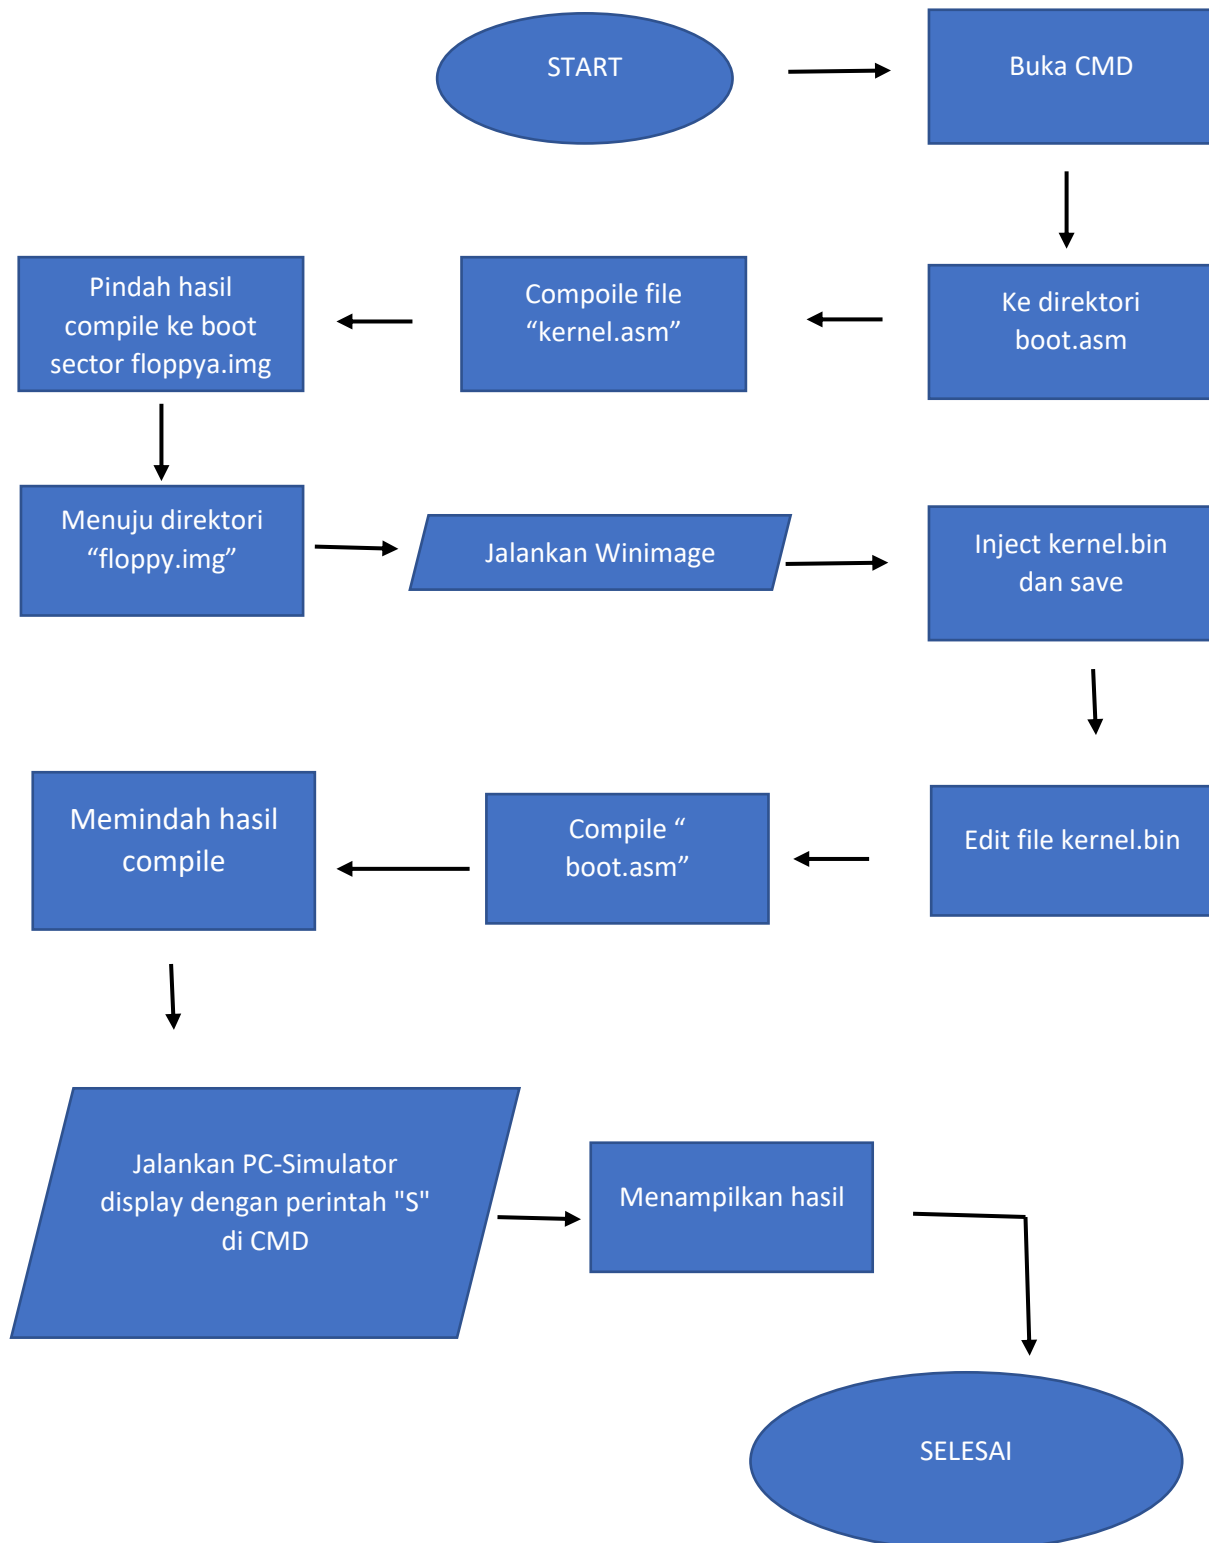 START
Buka CMD
Ke direktori
boot.asm
Compoile file
“kernel.asm”
Pindah hasil
compile ke boot
sector floppya.img
Menuju direktori
“floppy.img”
Jalankan Winimage
Inject kernel.bin
dan save
Edit file kernel.bin
Compile “
boot.asm”
Memindah hasil
compile
Jalankan PC-Simulator
display dengan perintah "S"
di CMD
Menampilkan hasil
SELESAI